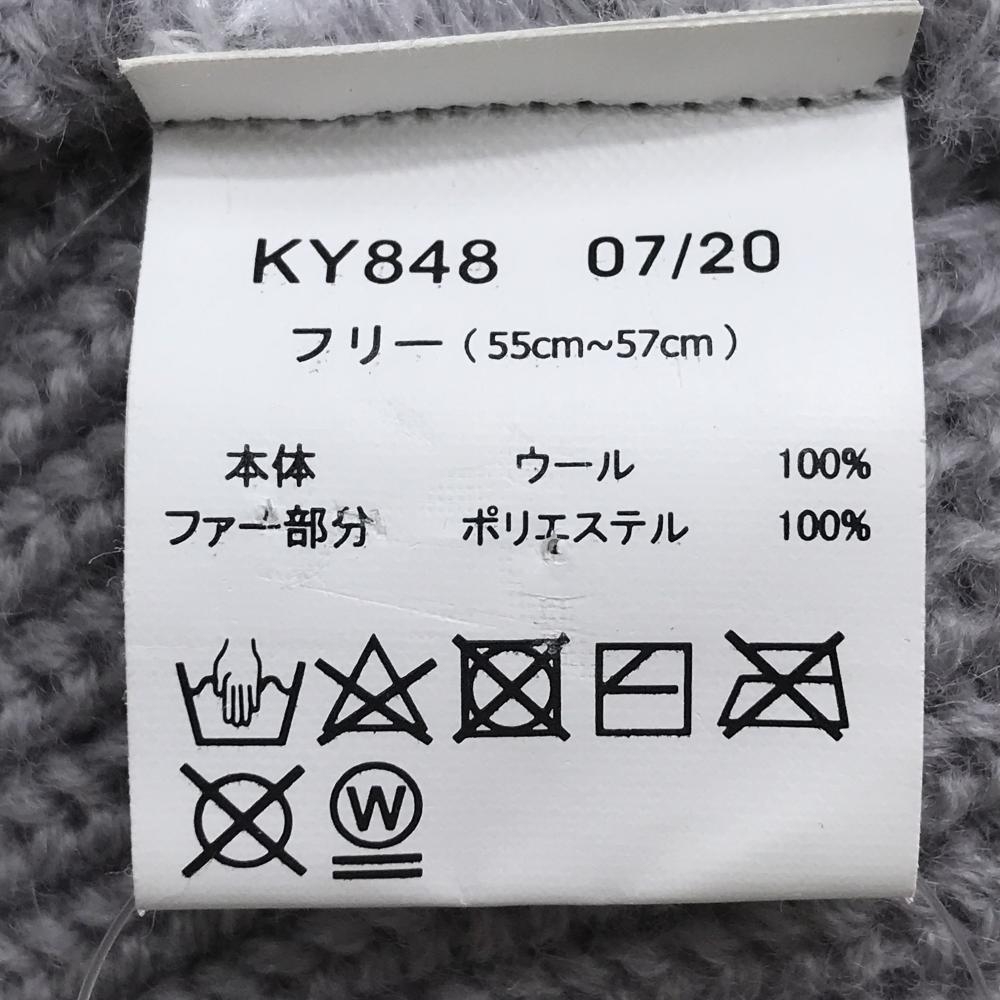 KY848 07/20
フリー（55cm~57cm）
本体 ウール 100%
ファー部分 ポリエステル 100%
W